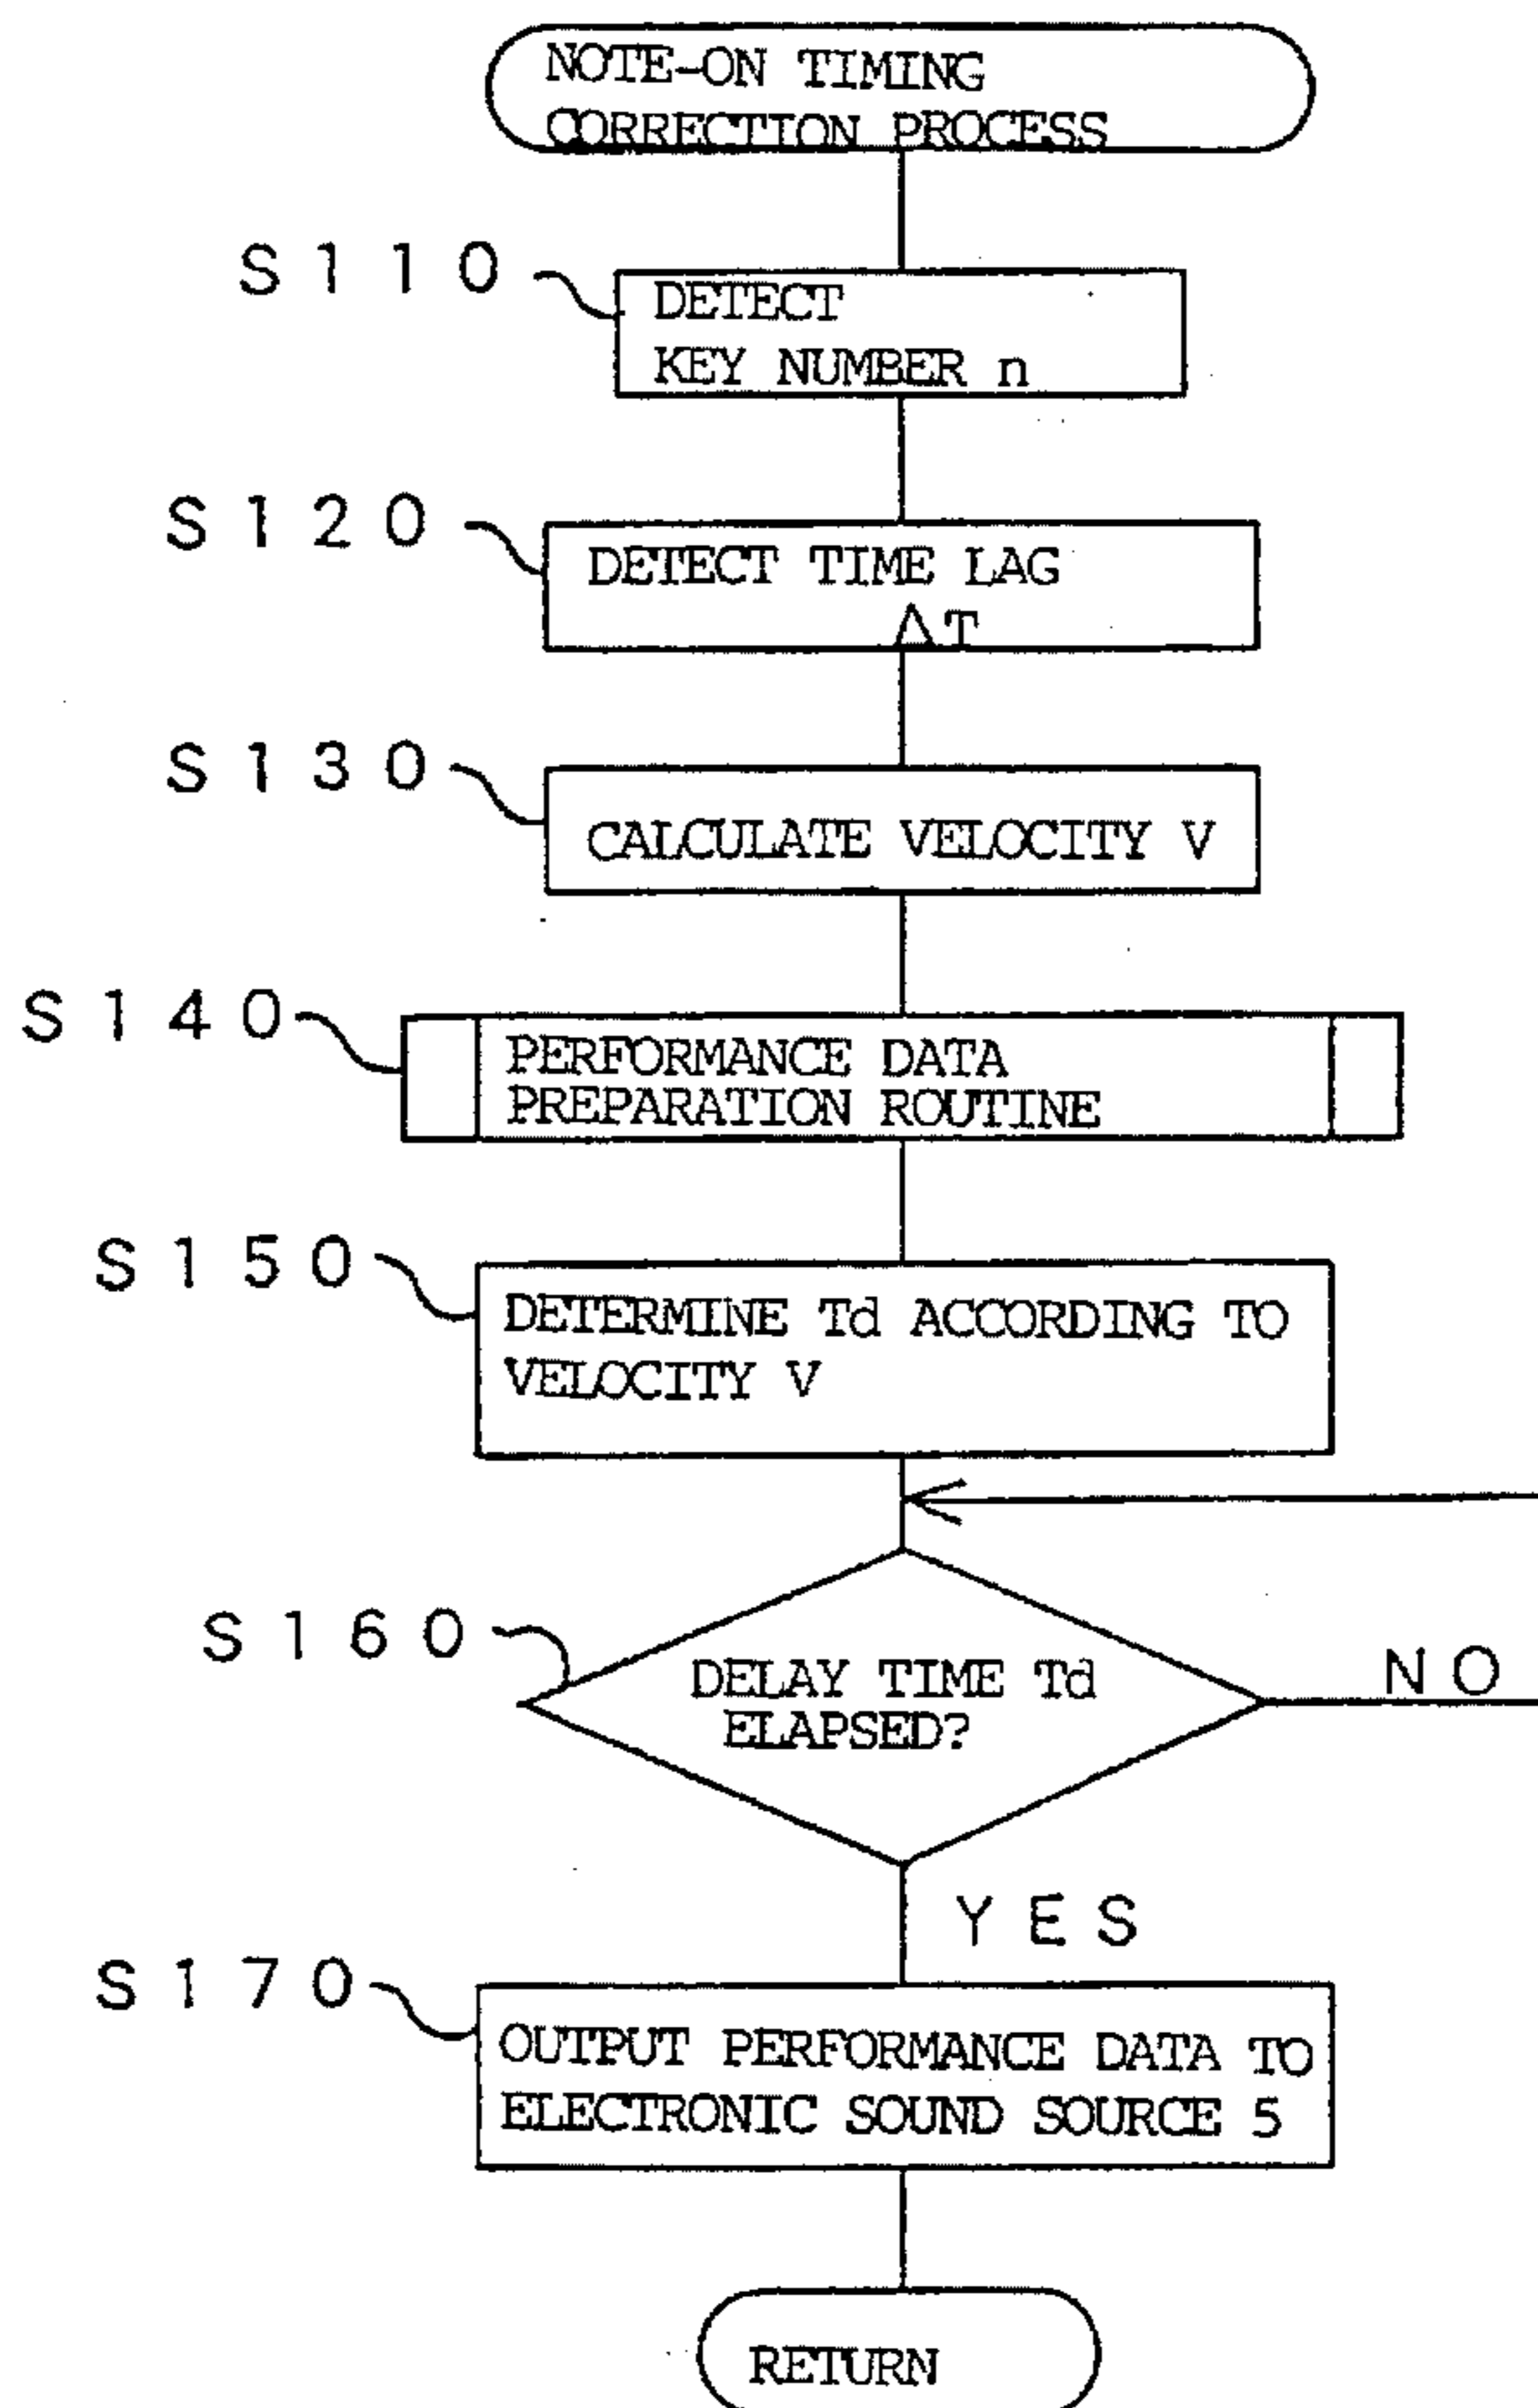 NOTE-ON TIMING
CORRECTION PROCESS
S110
DETECT
KEY NUMBER n
S120
DETECT TIME LAG
ΔT
S130
CALCULATE VELOCITY V
S140
PERFORMANCE DATA
PREPARATION ROUTINE
S150
DETERMINE Td ACCORDING TO
VELOCITY V
S160
DELAY TIME Td
ELAPSED?
NO
YES
S170
OUTPUT PERFORMANCE DATA TO
ELECTRONIC SOUND SOURCE 5
RETURN